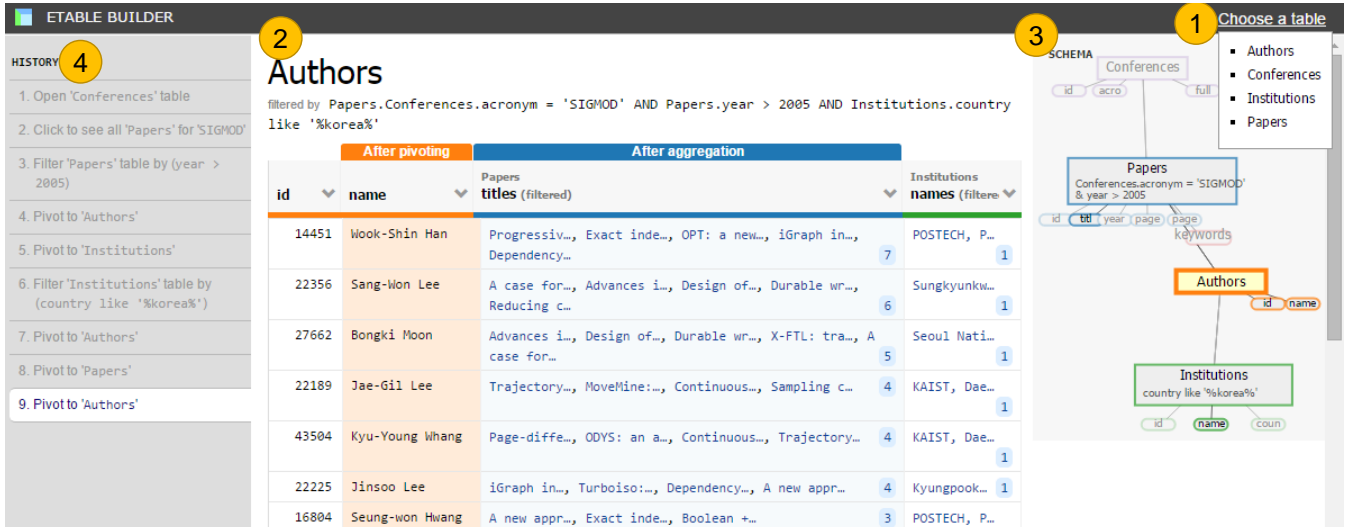 ETABLE BUILDER
1
Choose a table
Authors
Conferences
Institutions
Papers
HISTORY
4
1. Open 'Conferences' table
2. Click to see all 'Papers' for 'SIGMOD'
3. Filter 'Papers' table by (year >
2005)
4. Pivot to 'Authors'
5. Pivot to 'Institutions'
6. Filter 'Institutions' table by
(country like '%korea%')
7. Pivot to 'Authors'
8. Pivot to 'Papers'
9. Pivot to 'Authors'
2
Authors
filtered by Papers.Conferences.acronym = 'SIGMOD' AND Papers.year > 2005 AND Institutions.country
like '%korea%'
After pivoting After aggregation
id name Papers titles (filtered) Institutions names (filtere
14451 Wook-Shin Han Progressiv…, Exact inde…, OPT: a new…, iGraph in…, POSTECH, P…
Dependency… 7 1
22356 Sang-Won Lee A case for…, Advances i…, Design of…, Durable wr…, Sungkyunkw…
Reducing c… 6 1
27662 Bongki Moon Advances i…, Design of…, Durable wr…, X-FTL: tra…, A Seoul Nati…
case for… 5 1
22189 Jae-Gil Lee Trajectory…, MoveMine:…, Continuous…, Sampling c… 4 KAIST, Dae…
1
43504 Kyu-Young Whang Page-diffe…, ODYS: an a…, Continuous…, Trajectory… 4 KAIST, Dae…
1
22225 Jinsoo Lee iGraph in…, Turboiso:…, Dependency…, A new appr… 4 Kyungpook… 1
16804 Seung-won Hwang A new appr…, Exact inde…, Boolean +… 3 POSTECH, P…
3
SCHEMA
Conferences
id acro full
Papers
Conferences.acronym = 'SIGMOD'
& year > 2005
id titl year page page
keywords
Authors
id name
Institutions
country like '%korea%'
id name coun